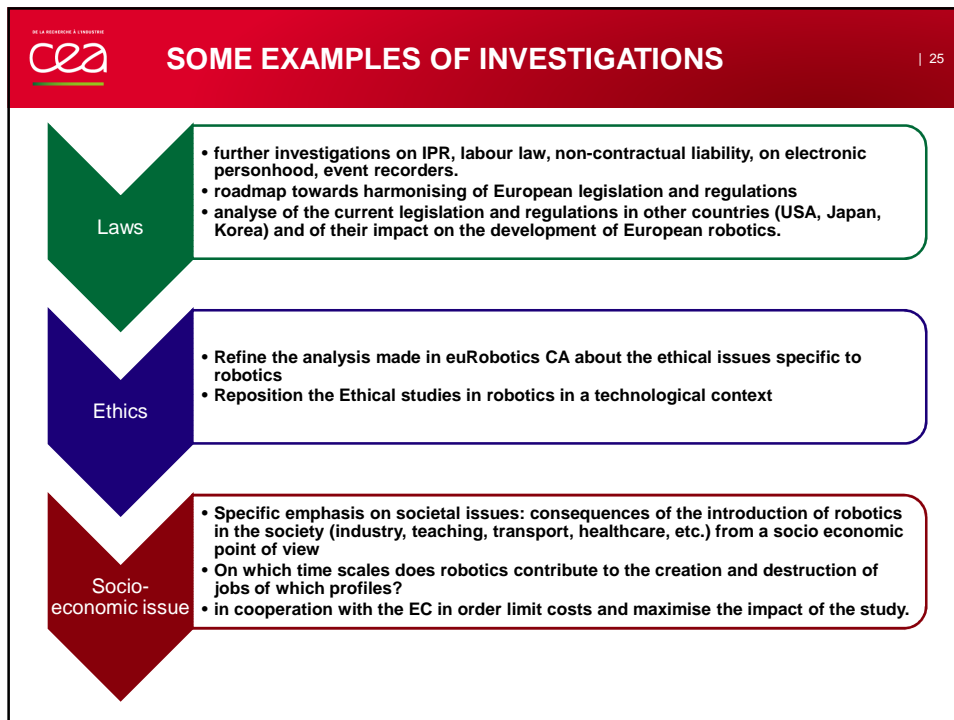 DE LA RECHERCHE À L'INDUSTRIE
cea
SOME EXAMPLES OF INVESTIGATIONS
| 25
Laws
• further investigations on IPR, labour law, non-contractual liability, on electronic
personhood, event recorders.
• roadmap towards harmonising of European legislation and regulations
• analyse of the current legislation and regulations in other countries (USA, Japan,
Korea) and of their impact on the development of European robotics.
Ethics
• Refine the analysis made in euRobotics CA about the ethical issues specific to
robotics
• Reposition the Ethical studies in robotics in a technological context
Socio-
economic issue
• Specific emphasis on societal issues: consequences of the introduction of robotics
in the society (industry, teaching, transport, healthcare, etc.) from a socio economic
point of view
• On which time scales does robotics contribute to the creation and destruction of
jobs of which profiles?
• in cooperation with the EC in order limit costs and maximise the impact of the study.